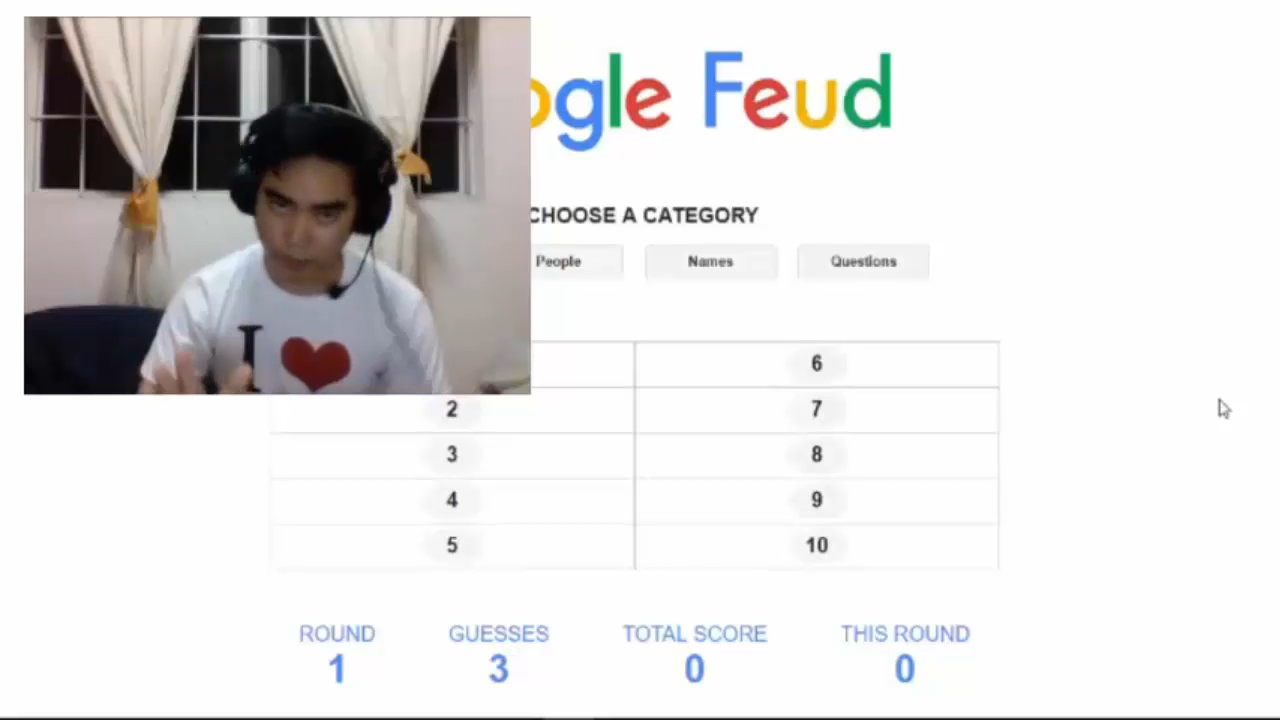 ogle Feud
CHOOSE A CATEGORY
People Names Questions
I
6
2 7
3 8
4 9
5 10
ROUND GUESSES TOTAL SCORE THIS ROUND
1 3 0 0